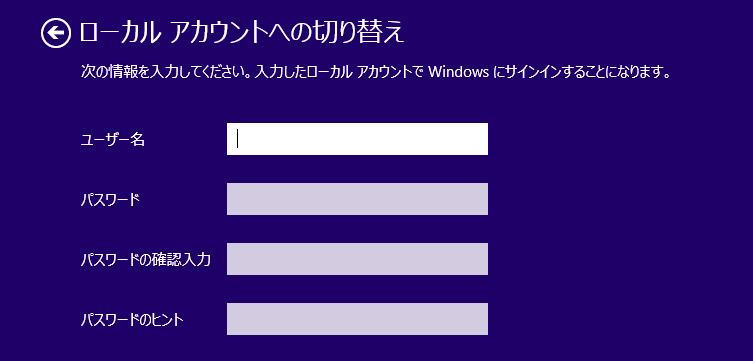 ローカル アカウントへの切り替え
次の情報を入力してください。入力したローカル アカウントで Windows にサインインすることになります。
ユーザー名
パスワード
パスワードの確認入力
パスワードのヒント